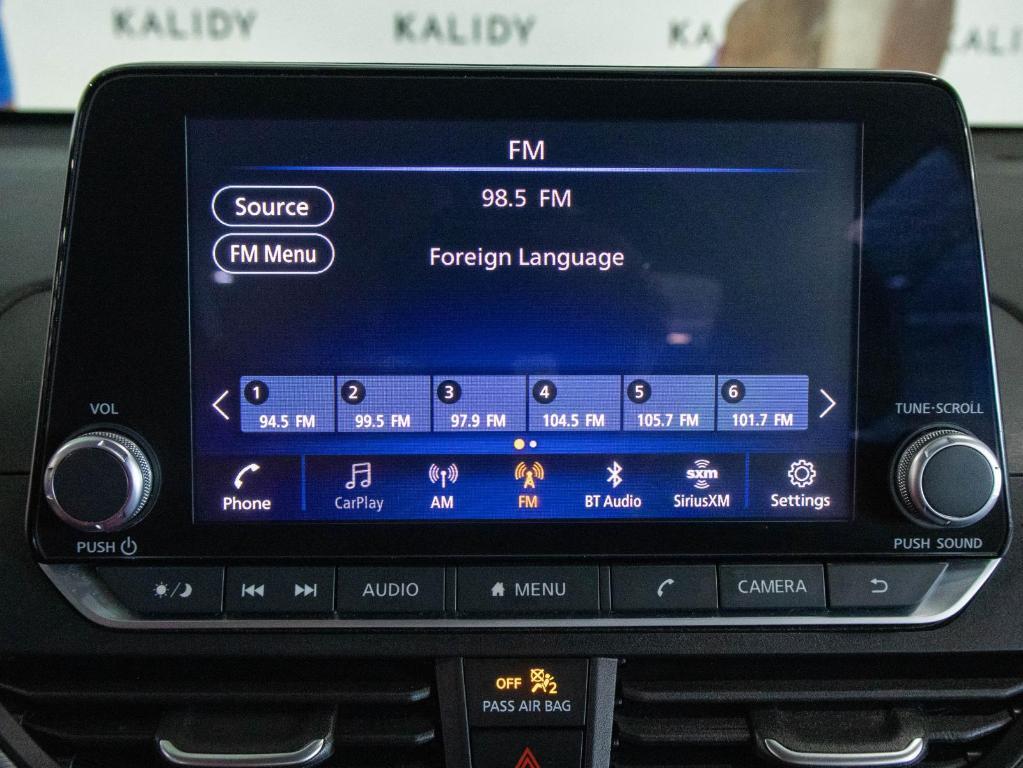 KALIDY KALIDY KA ALI
FM
98.5 FM
Source
FM Menu
Foreign Language
1 2 3 4 5 6
94.5 FM 99.5 FM 97.9 FM 104.5 FM 105.7 FM 101.7 FM
VOL
TUNE·SCROLL
Phone CarPlay AM FM BT Audio sxm SiriusXM Settings
PUSH
PUSH SOUND
AUDIO MENU CAMERA
OFF 2
PASS AIR BAG